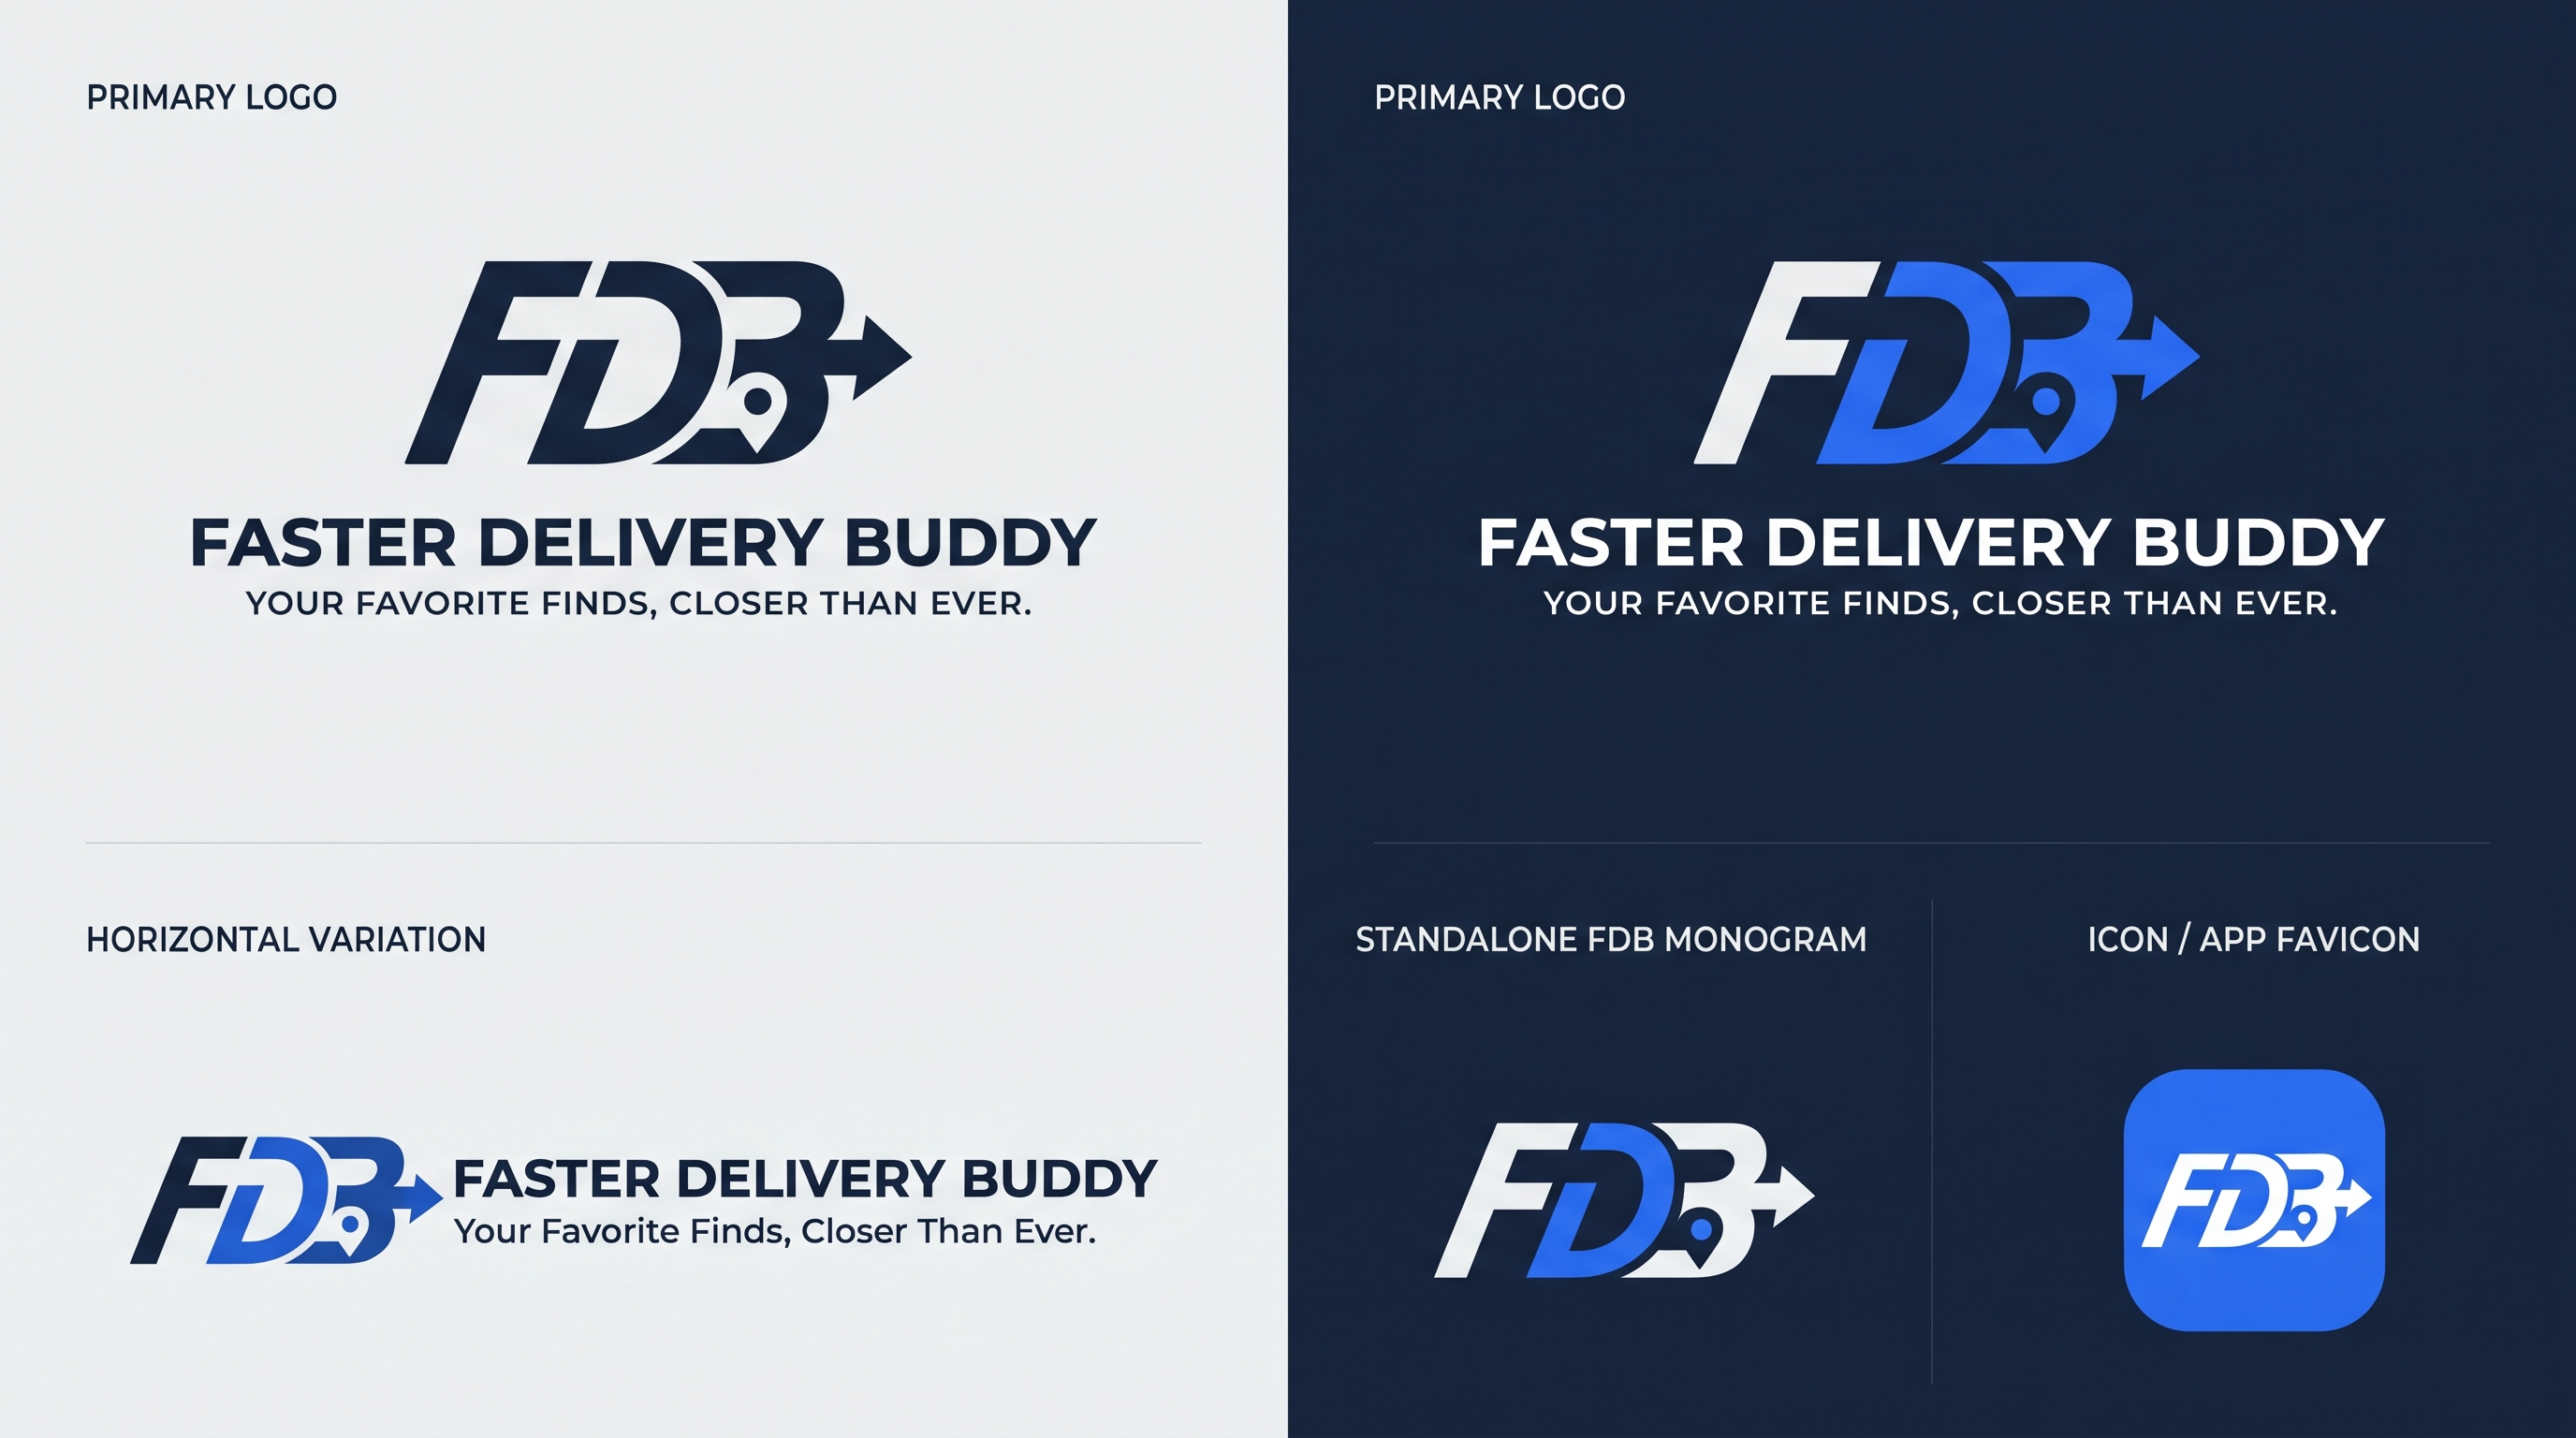 PRIMARY LOGO
FDB
FASTER DELIVERY BUDDY
YOUR FAVORITE FINDS, CLOSER THAN EVER.
PRIMARY LOGO
FDB
FASTER DELIVERY BUDDY
YOUR FAVORITE FINDS, CLOSER THAN EVER.
HORIZONTAL VARIATION
FDB
FASTER DELIVERY BUDDY
Your Favorite Finds, Closer Than Ever.
STANDALONE FDB MONOGRAM
FDB
ICON / APP FAVICON
FDB